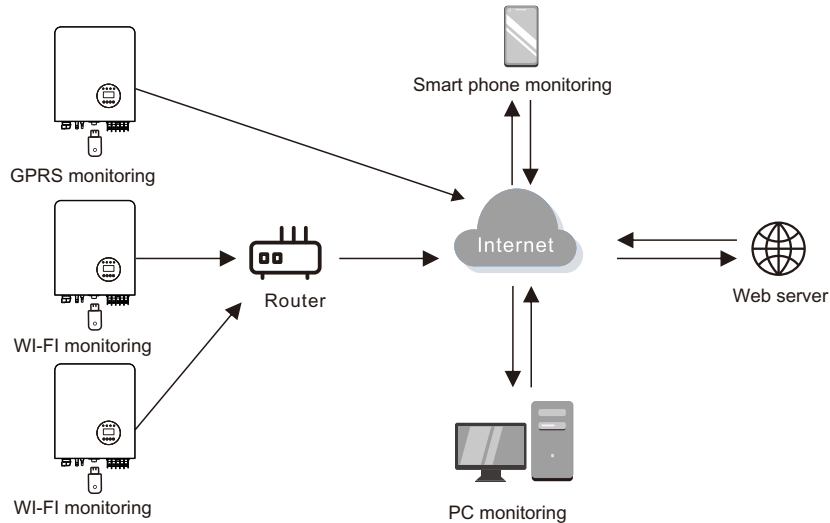 Smart phone monitoring
GPRS monitoring
Internet
Router
Web server
WI-FI monitoring
WI-FI monitoring
PC monitoring